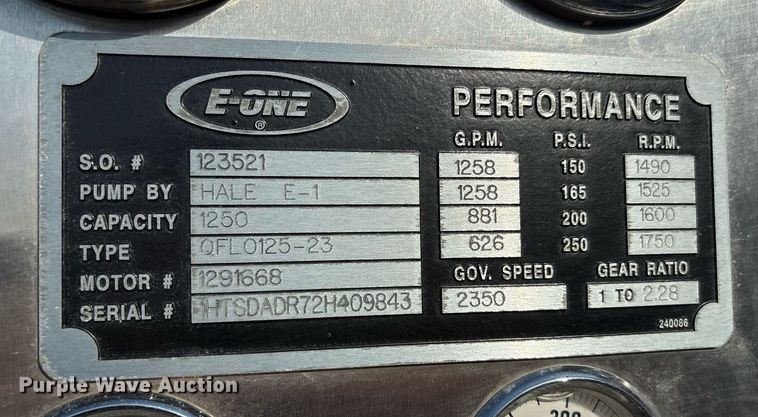 E-ONE ®
PERFORMANCE
G.P.M. P.S.I. R.P.M.
S.O. # 123521 1258 150 1490
PUMP BY HALE E-1 1258 165 1525
CAPACITY 1250 881 200 1600
TYPE QFLO125-23 626 250 1750
MOTOR # 1291668 GOV. SPEED GEAR RATIO
SERIAL # 1HTSDADR72H409843 2350 1 TO 2.28
240086
Purple Wave Auction